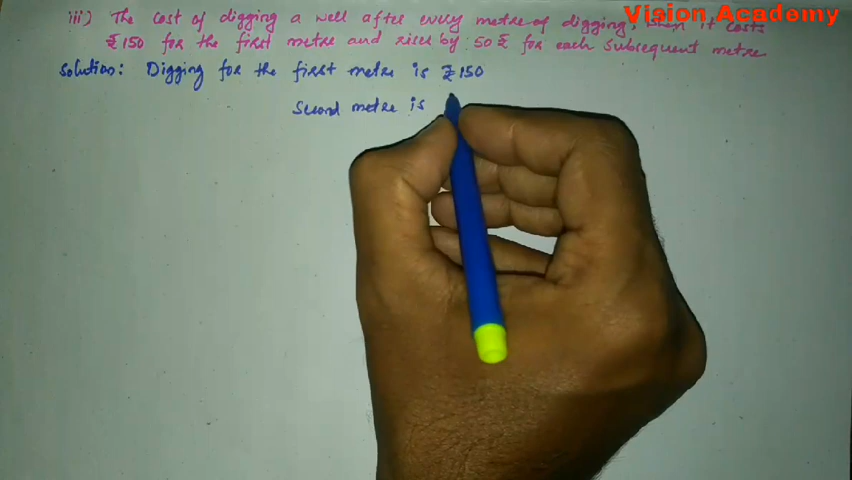 Vision Academy
iii) The cost of digging a well after every metre of digging, when it costs
₹150 for the first metre and rises by 50₹ for each subsequent metre
Solution: Digging for the first metre is ₹150
Second metre is